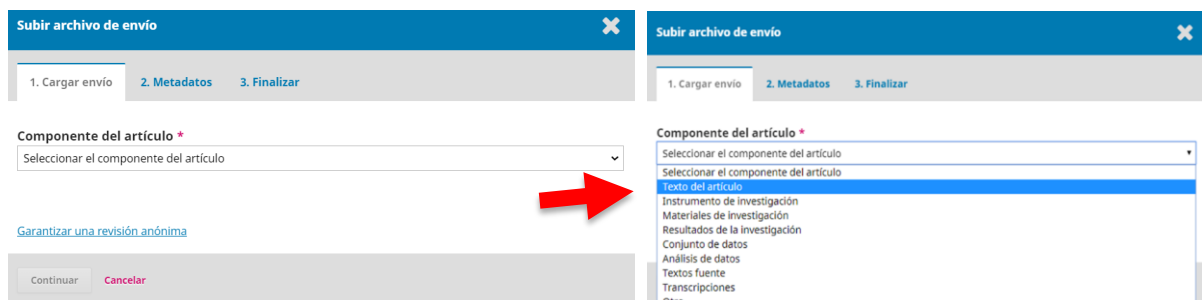 Subir archivo de envío
1. Cargar envío 2. Metadatos 3. Finalizar
Componente del artículo *
Seleccionar el componente del artículo
Garantizar una revisión anónima
Continuar Cancelar
Subir archivo de envío
1. Cargar envío 2. Metadatos 3. Finalizar
Componente del artículo *
Seleccionar el componente del artículo
Seleccionar el componente del artículo
Texto del artículo
Instrumento de investigación
Materiales de investigación
Resultados de la investigación
Conjunto de datos
Análisis de datos
Textos fuente
Transcripciones